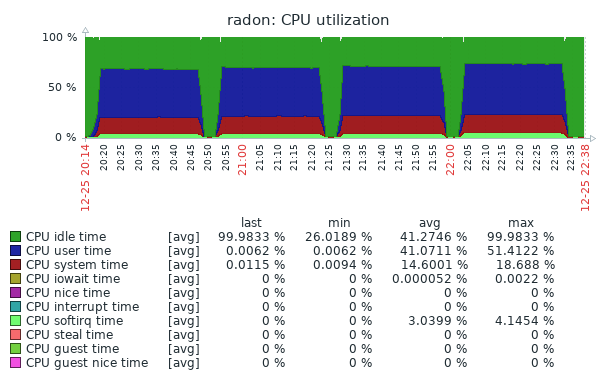 radon: CPU utilization
100 %
50 %
0 %
12-25 20:14
20:20
20:25
20:30
20:35
20:40
20:45
20:50
20:55
21:00
21:05
21:10
21:15
21:20
21:25
21:30
21:35
21:40
21:45
21:50
21:55
22:00
22:05
22:10
22:15
22:20
22:25
22:30
22:35
12-25 22:38
last min avg max
CPU idle time [avg] 99.9833 % 26.0189 % 41.2746 % 99.9833 %
CPU user time [avg] 0.0062 % 0.0062 % 41.0711 % 51.4122 %
CPU system time [avg] 0.0115 % 0.0094 % 14.6001 % 18.688 %
CPU iowait time [avg] 0 % 0 % 0.000052 % 0.0022 %
CPU nice time [avg] 0 % 0 % 0 % 0 %
CPU interrupt time [avg] 0 % 0 % 0 % 0 %
CPU softirq time [avg] 0 % 0 % 3.0399 % 4.1454 %
CPU steal time [avg] 0 % 0 % 0 % 0 %
CPU guest time [avg] 0 % 0 % 0 % 0 %
CPU guest nice time [avg] 0 % 0 % 0 % 0 %